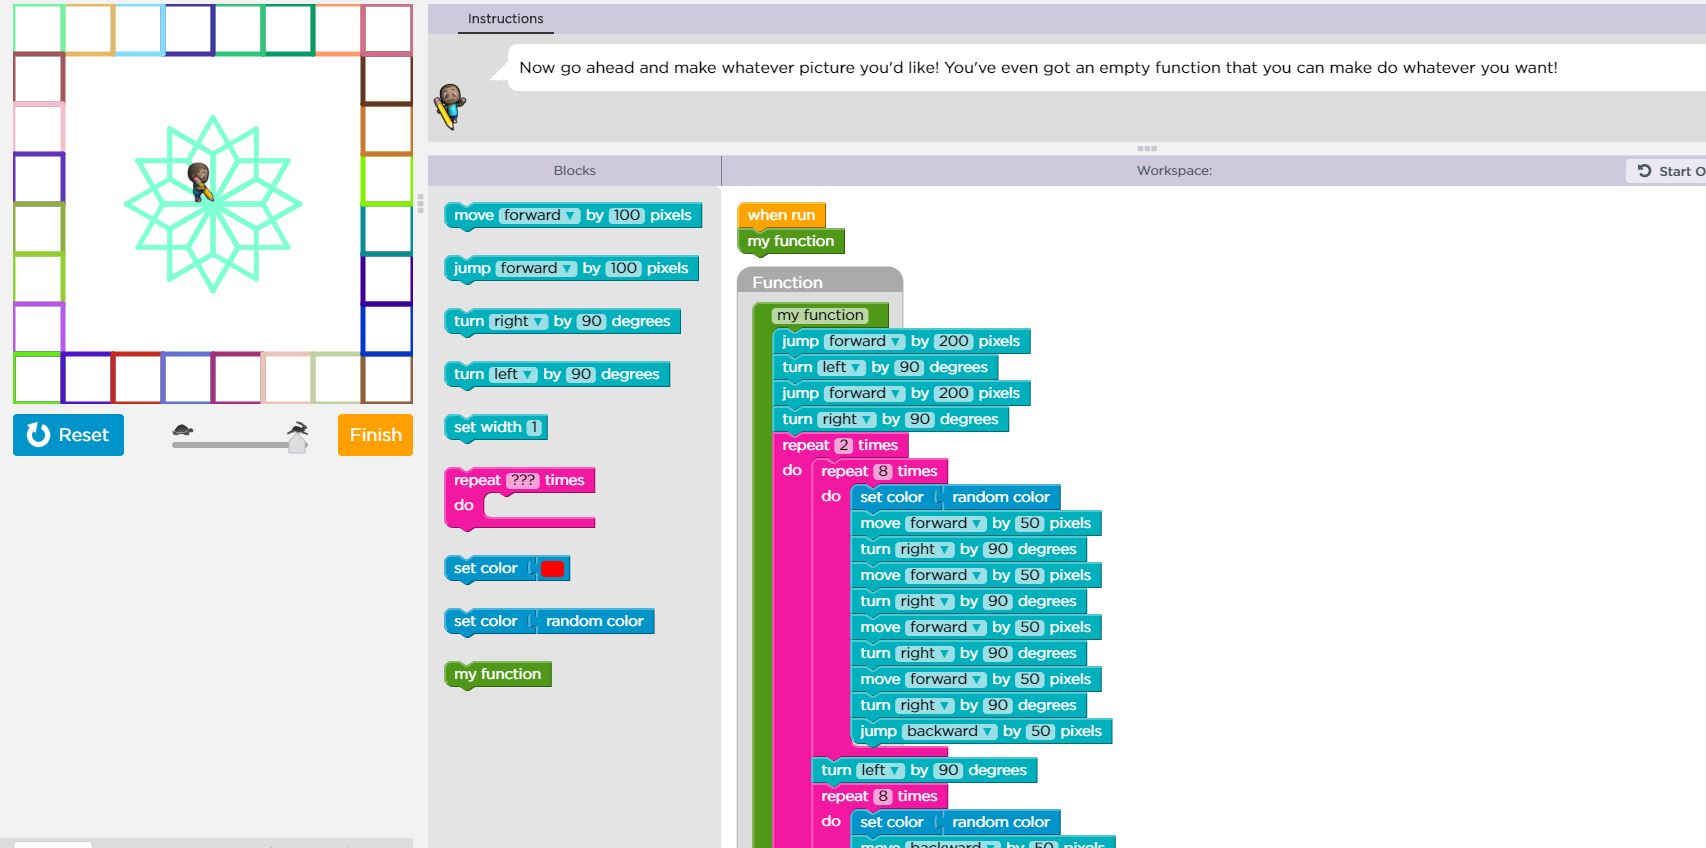 Instructions
Now go ahead and make whatever picture you'd like! You've even got an empty function that you can make do whatever you want!
Blocks
Workspace:
Start O
move forward by 100 pixels
jump forward by 100 pixels
turn right by 90 degrees
turn left by 90 degrees
set width 1
repeat ??? times
do
set color
set color random color
my function
Reset
Finish
when run
my function
Function
my function
jump forward by 200 pixels
turn left by 90 degrees
jump forward by 200 pixels
turn right by 90 degrees
repeat 2 times
do repeat 8 times
do set color random color
move forward by 50 pixels
turn right by 90 degrees
move forward by 50 pixels
turn right by 90 degrees
move forward by 50 pixels
turn right by 90 degrees
move forward by 50 pixels
turn right by 90 degrees
jump backward by 50 pixels
turn left by 90 degrees
repeat 8 times
do set color random color
move backward by 50 pixels